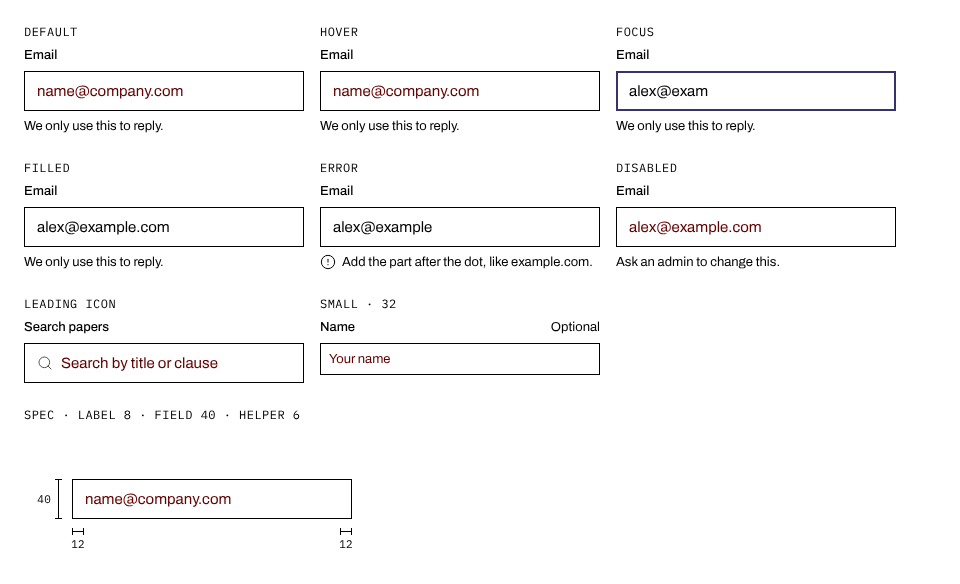 DEFAULT
Email
name@company.com
We only use this to reply.
HOVER
Email
name@company.com
We only use this to reply.
FOCUS
Email
alex@exam
We only use this to reply.
FILLED
Email
alex@example.com
We only use this to reply.
ERROR
Email
alex@example
Add the part after the dot, like example.com.
DISABLED
Email
alex@example.com
Ask an admin to change this.
LEADING ICON
Search papers
Search by title or clause
SMALL · 32
Name Optional
Your name
SPEC · LABEL 8 · FIELD 40 · HELPER 6
40
name@company.com
12 12